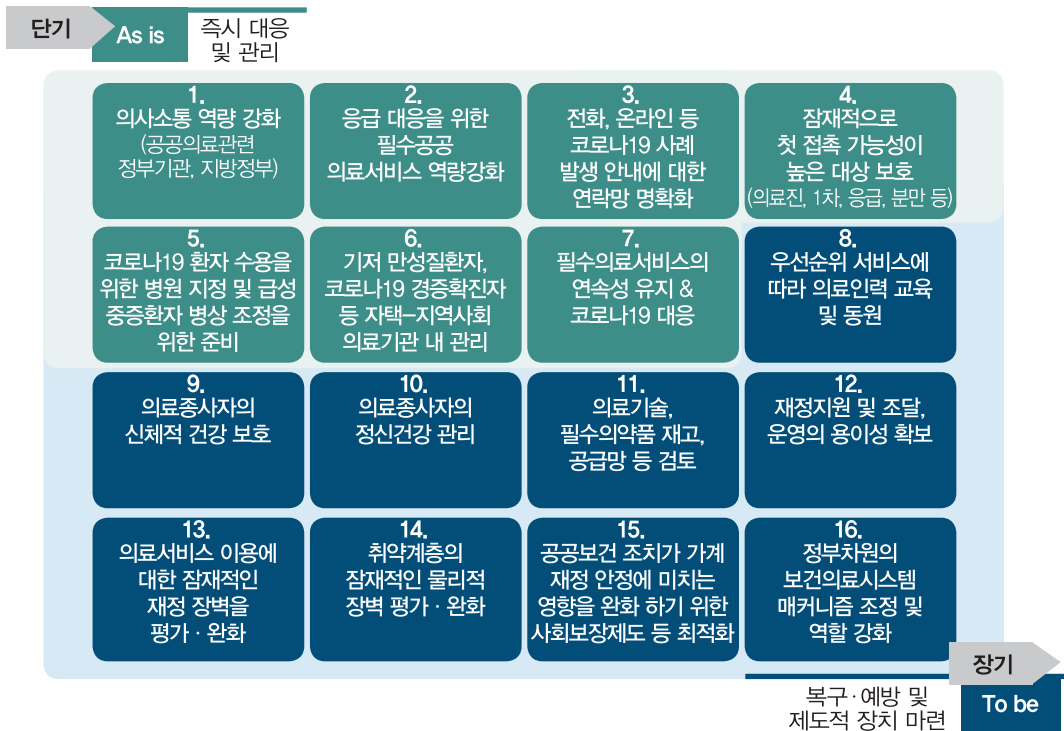 단기
As is
즉시 대응
및 관리
1.
의사소통 역량 강화
(공공의료관련
정부기관, 지방정부)
2.
응급 대응을 위한
필수공공
의료서비스 역량강화
3.
전화, 온라인 등
코로나19 사례
발생 안내에 대한
연락망 명확화
4.
잠재적으로
첫 접촉 가능성이
높은 대상 보호
(의료진, 1차, 응급, 분만 등)
5.
코로나19 환자 수용을
위한 병원 지정 및 급성
중증환자 병상 조정을
위한 준비
6.
기저 만성질환자,
코로나19 경증확진자
등 자택-지역사회
의료기관 내 관리
7.
필수의료서비스의
연속성 유지 &
코로나19 대응
8.
우선순위 서비스에
따라 의료인력 교육
및 동원
9.
의료종사자의
신체적 건강 보호
10.
의료종사자의
정신건강 관리
11.
의료기술,
필수의약품 재고,
공급망 등 검토
12.
재정지원 및 조달,
운영의 용이성 확보
13.
의료서비스 이용에
대한 잠재적인
재정 장벽을
평가·완화
14.
취약계층의
잠재적인 물리적
장벽 평가·완화
15.
공공보건 조치가 가계
재정 안정에 미치는
영향을 완화 하기 위한
사회보장제도 등 최적화
16.
정부차원의
보건의료시스템
매커니즘 조정 및
역할 강화
장기
복구·예방 및
제도적 장치 마련
To be